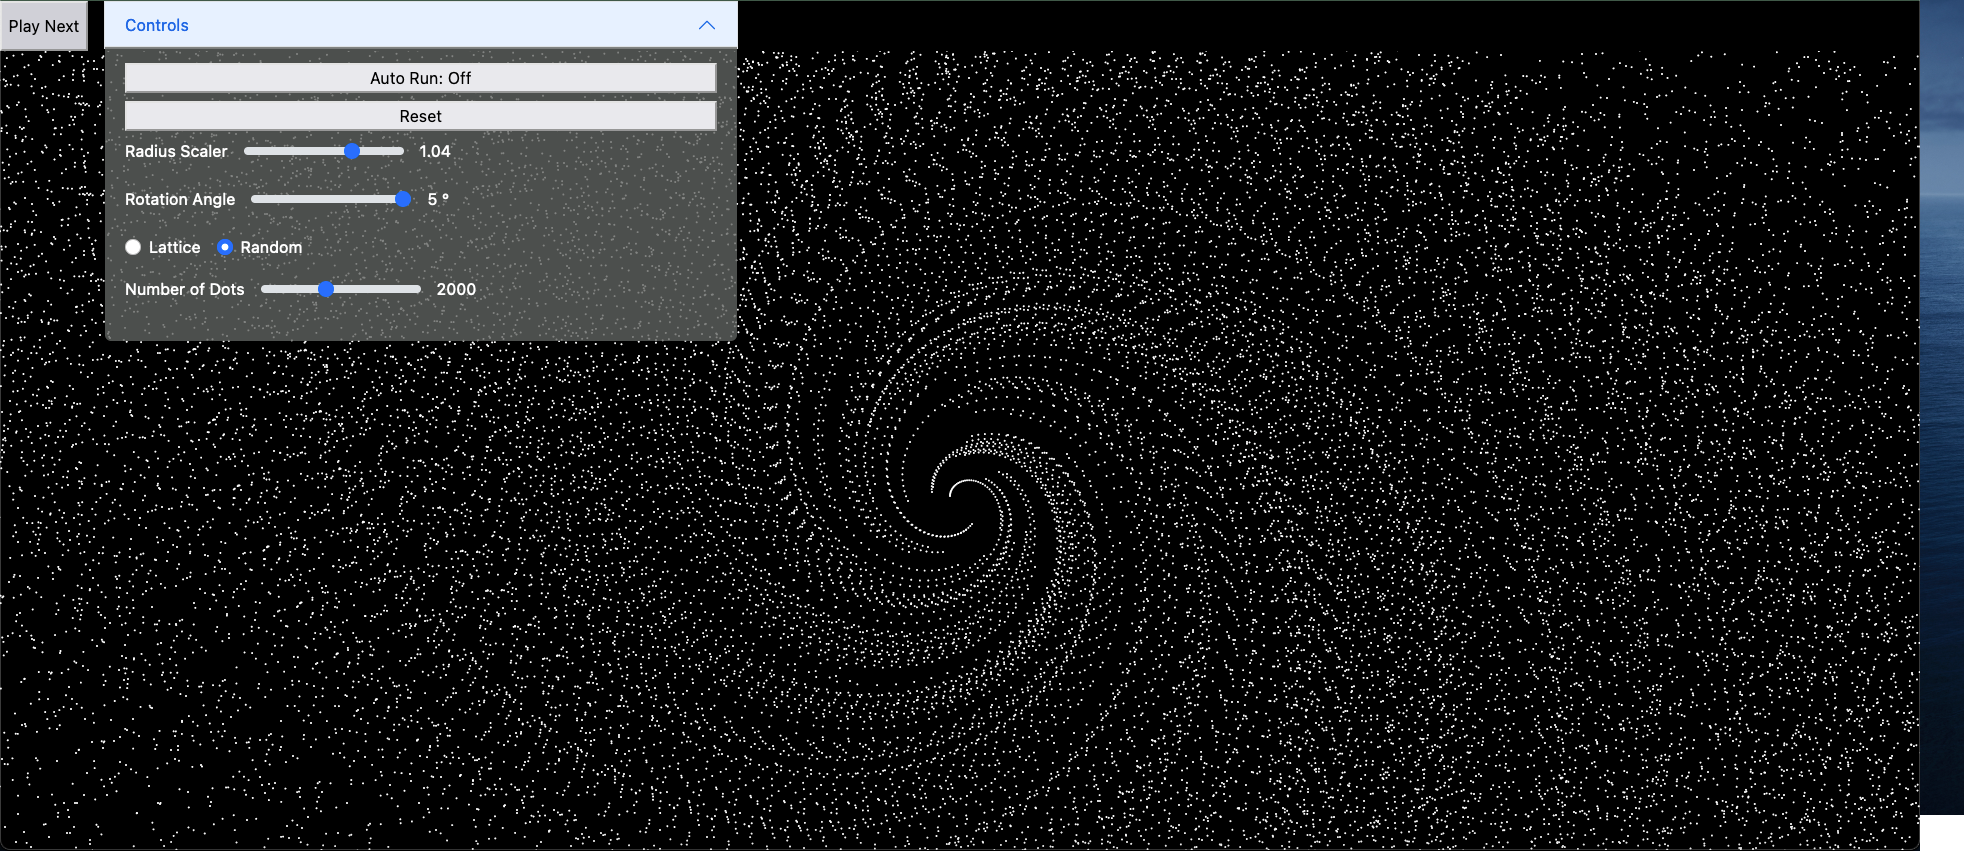 Play Next
Controls
Auto Run: Off
Reset
Radius Scaler 1.04
Rotation Angle 5 °
Lattice Random
Number of Dots 2000